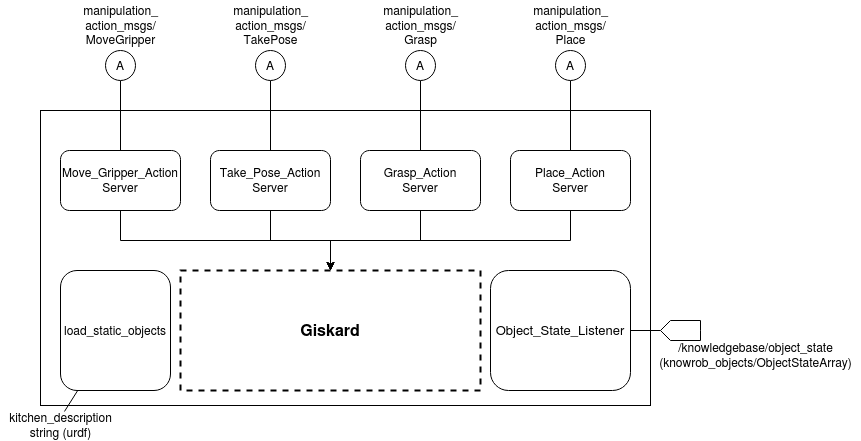 manipulation_
action_msgs/
MoveGripper
manipulation_
action_msgs/
TakePose
manipulation_
action_msgs/
Grasp
manipulation_
action_msgs/
Place
A
A
A
A
Move_Gripper_Action
Server
Take_Pose_Action
Server
Grasp_Action
Server
Place_Action
Server
load_static_objects
Giskard
Object_State_Listener
/knowledgebase/object_state
(knowrob_objects/ObjectStateArray)
kitchen_description
string (urdf)